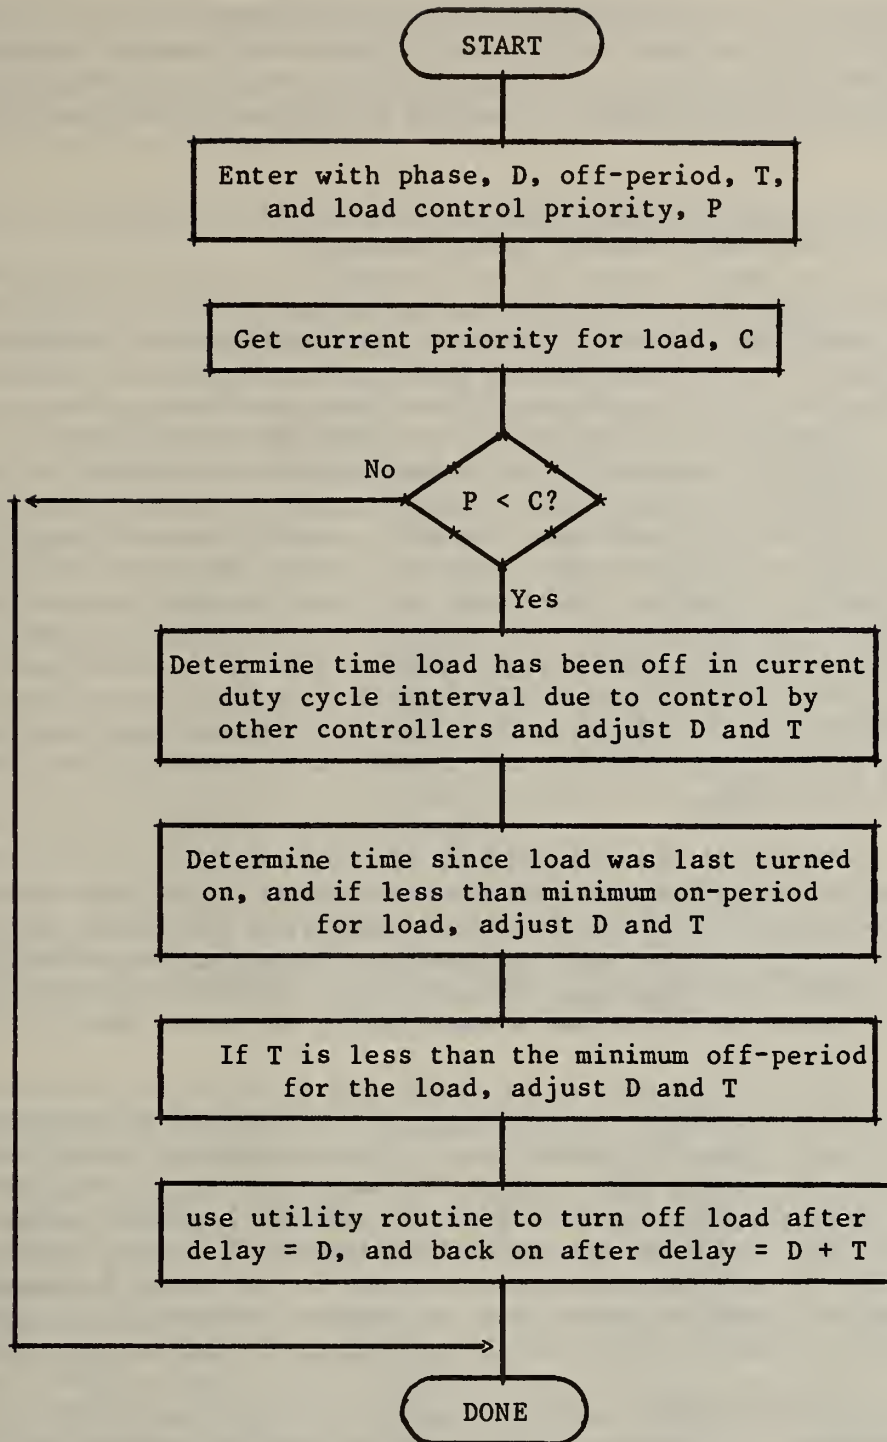 START
Enter with phase, D, off-period, T,
and load control priority, P
Get current priority for load, C
No
P < C?
Yes
Determine time load has been off in current
duty cycle interval due to control by
other controllers and adjust D and T
Determine time since load was last turned
on, and if less than minimum on-period
for load, adjust D and T
If T is less than the minimum off-period
for the load, adjust D and T
use utility routine to turn off load after
delay = D, and back on after delay = D + T
DONE